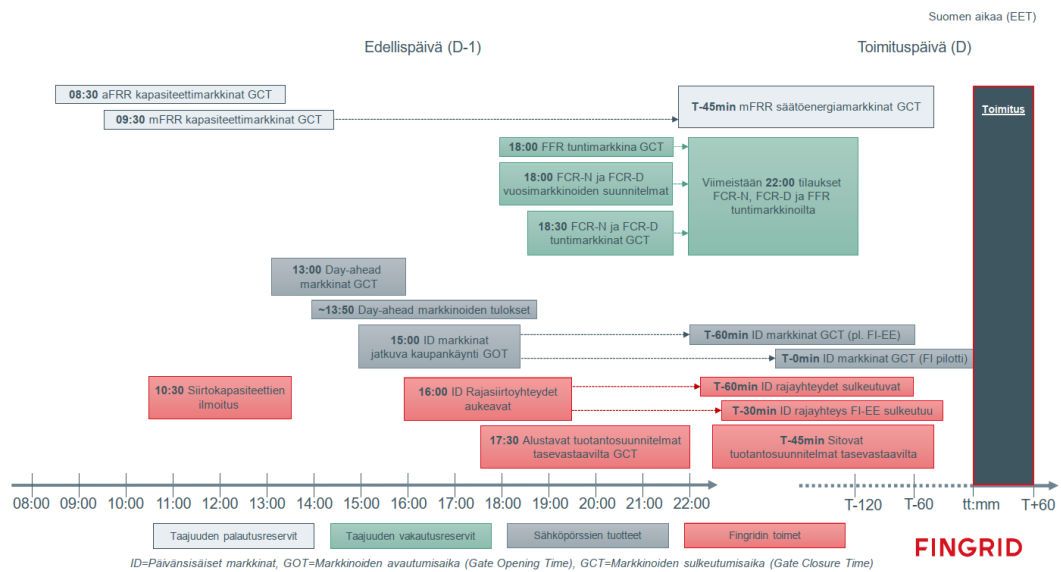 Suomen aikaa (EET)
Edellispäivä (D-1)
Toimituspäivä (D)
08:30 aFRR kapasiteettimarkkinat GCT
09:30 mFRR kapasiteettimarkkinat GCT
T-45min mFRR säätöenergiamarkkinat GCT
Toimitus
18:00 FFR tuntimarkkina GCT
18:00 FCR-N ja FCR-D
vuosimarkkinoiden suunnitelmat
18:30 FCR-N ja FCR-D
tuntimarkkinat GCT
Viimeistään 22:00 tilaukset
FCR-N, FCR-D ja FFR
tuntimarkkinoilta
13:00 Day-ahead
markkinat GCT
~13:50 Day-ahead markkinoiden tulokset
15:00 ID markkinat
jatkuva kaupankäynti GOT
T-60min ID markkinat GCT (pl. FI-EE)
T-0min ID markkinat GCT (FI pilotti)
10:30 Siirtokapasiteettien
ilmoitus
16:00 ID Rajasiirtoyhteydet
aukeavat
T-60min ID rajayhteydet sulkeutuvat
T-30min ID rajayhteys FI-EE sulkeutuu
17:30 Alustavat tuotantosuunnitelmat
tasevastaavilta GCT
T-45min Sitovat
tuotantosuunnitelmat tasevastaavilta
08:00 09:00 10:00 11:00 12:00 13:00 14:00 15:00 16:00 17:00 18:00 19:00 20:00 21:00 22:00 T-120 T-60 tt:mm T+60
Taajuuden palautusreservit
Taajuuden vakautusreservit
Sähköpörssien tuotteet
Fingridin toimet
ID=Päivänsisäiset markkinat, GOT=Markkinoiden avautumisaika (Gate Opening Time), GCT=Markkinoiden sulkeutumisaika (Gate Closure Time)
FINGRID